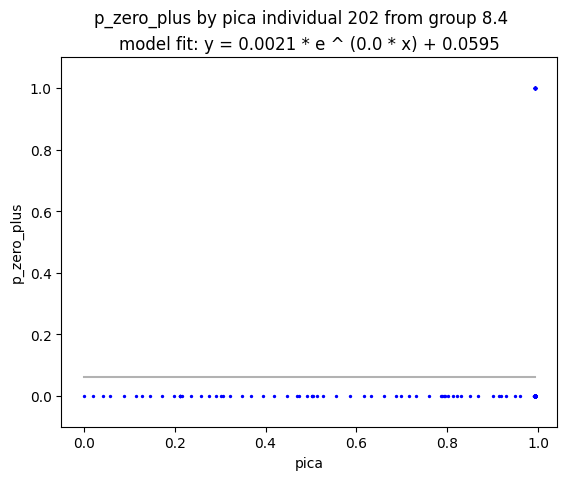 p_zero_plus by pica individual 202 from group 8.4
model fit: y = 0.0021 * e ^ (0.0 * x) + 0.0595
1.0
0.8
0.6
0.4
0.2
0.0
p_zero_plus
0.0 0.2 0.4 0.6 0.8 1.0
pica